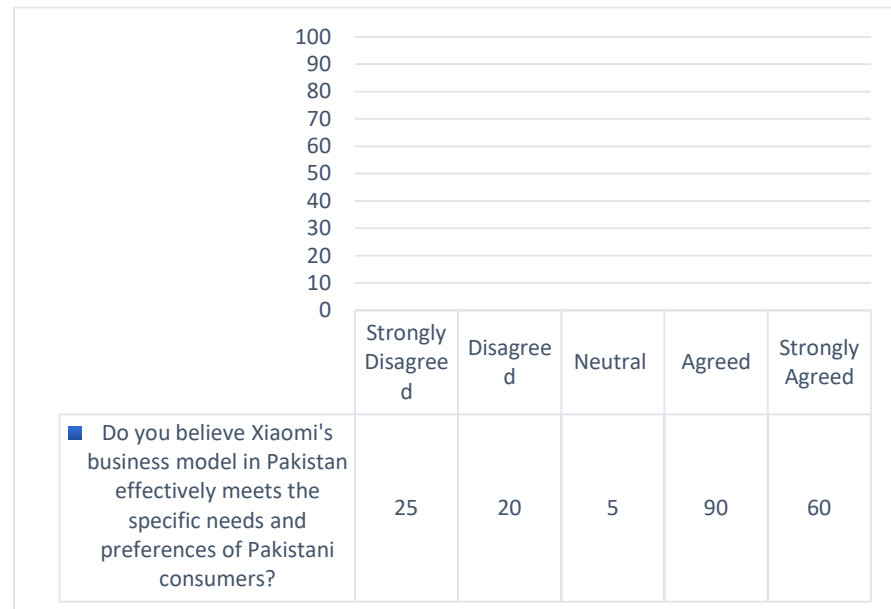 100
90
80
70
60
50
40
30
20
10
0
Strongly
Disagree
d
Disagree
d
Neutral
Agreed
Strongly
Agreed
Do you believe Xiaomi's
business model in Pakistan
effectively meets the
specific needs and
preferences of Pakistani
consumers?
25
20
5
90
60